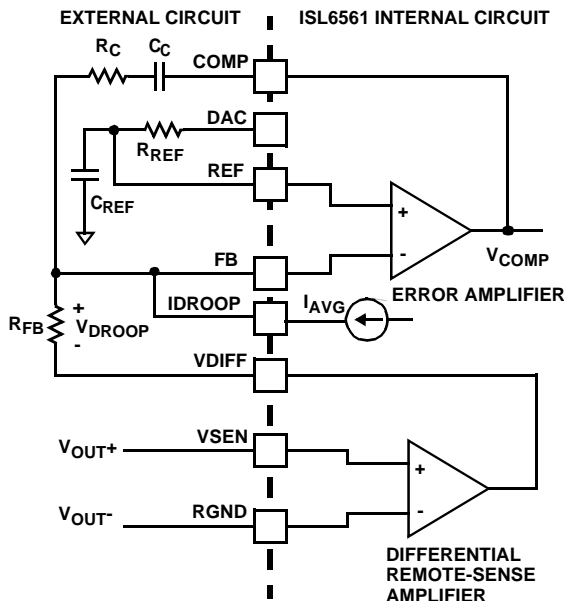 EXTERNAL CIRCUIT
ISL6561 INTERNAL CIRCUIT
RC
CC
COMP
DAC
RREF
REF
CREF
+
-
VCOMP
FB
ERROR AMPLIFIER
IDROOP
IAVG
RFB
+
VDROOP
-
VDIFF
VOUT+
VSEN
+
VOUT-
RGND
-
DIFFERENTIAL
REMOTE-SENSE
AMPLIFIER